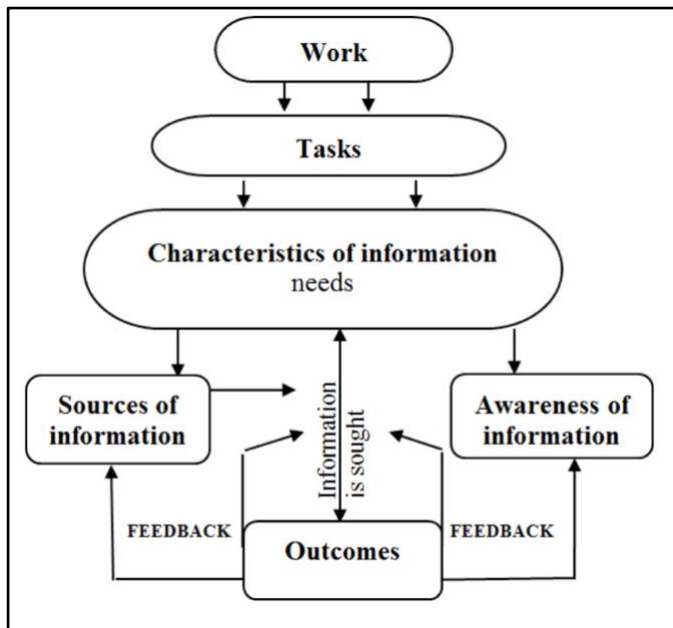 Work
Tasks
Characteristics of information
needs
Sources of
information
Information
is sought
Awareness of
information
FEEDBACK
FEEDBACK
Outcomes